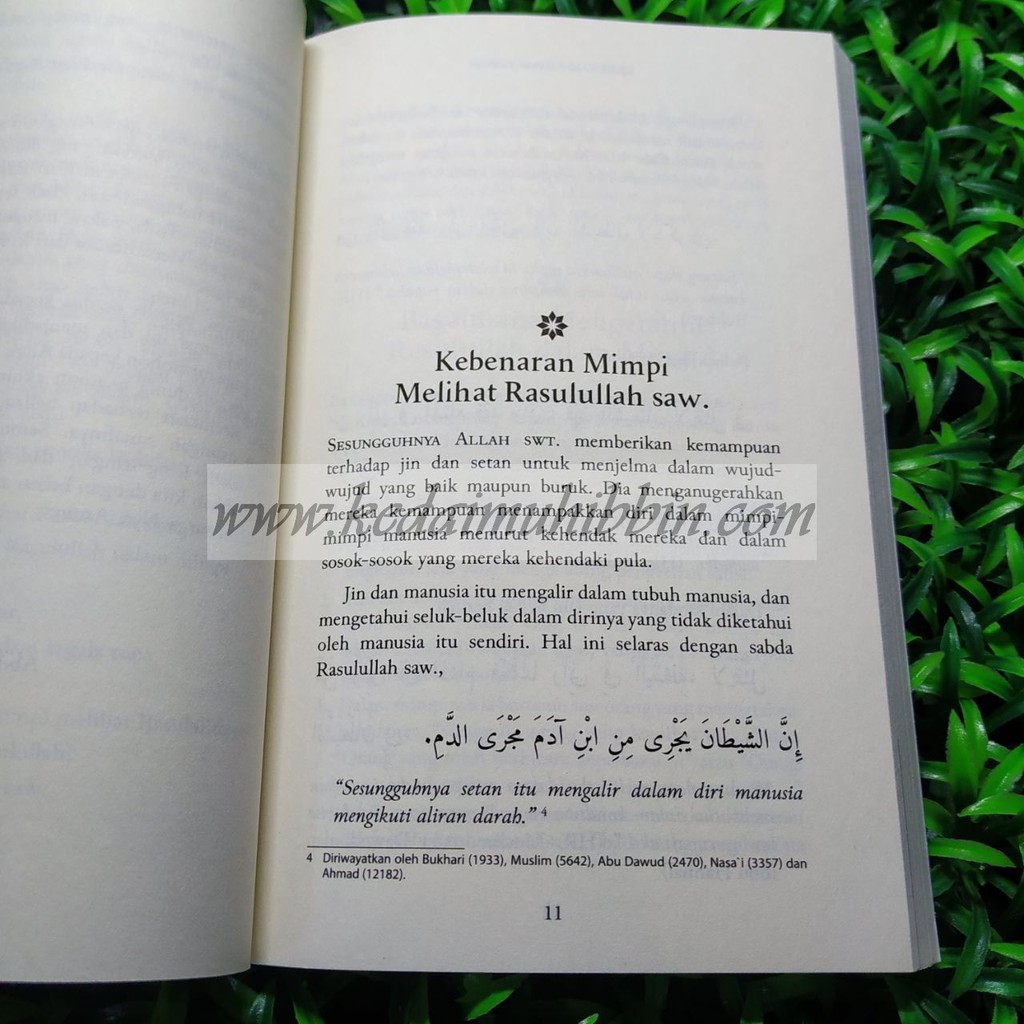 Kebenaran Mimpi
Melihat Rasulullah saw.
SESUNGGUHNYA ALLAH SWT. memberikan kemampuan
terhadap jin dan setan untuk menjelma dalam wujud-
wujud yang baik maupun buruk. Dia menganugerahkan
mereka kemampuan menampakkan diri dalam mimpi-
mimpi manusia menurut kehendak mereka dan dalam
sosok-sosok yang mereka kehendaki pula.
www.kedaimuhibbin.com
Jin dan manusia itu mengalir dalam tubuh manusia, dan
mengetahui seluk-beluk dalam dirinya yang tidak diketahui
oleh manusia itu sendiri. Hal ini selaras dengan sabda
Rasulullah saw.,
إِنَّ الشَّيْطَانَ يَجْرِى مِنِ ابْنِ آدَمَ مَجْرَى الدَّمِ.
“Sesungguhnya setan itu mengalir dalam diri manusia
mengikuti aliran darah.” 4
4 Diriwayatkan oleh Bukhari (1933), Muslim (5642), Abu Dawud (2470), Nasa`i (3357) dan
Ahmad (12182).
11